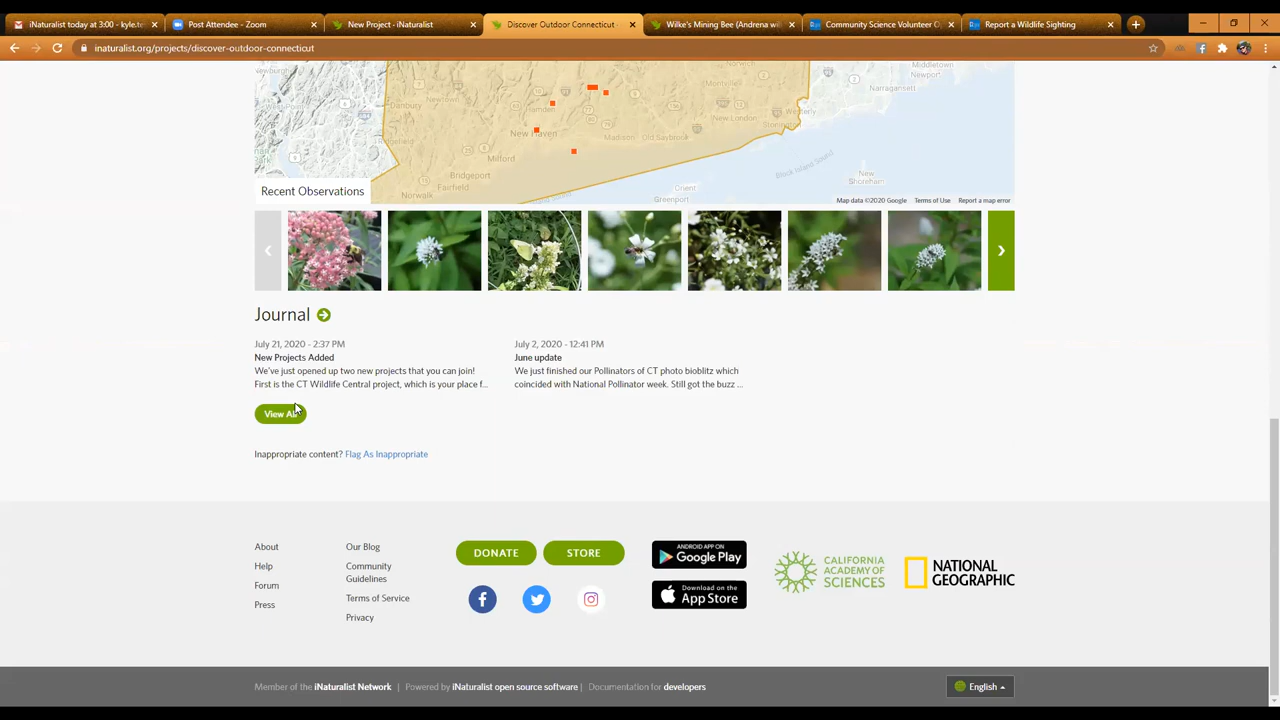 iNaturalist today at 3:00 - kyle.te
Post Attendee - Zoom
New Project · iNaturalist
Discover Outdoor Connecticut
Wilke's Mining Bee (Andrena wil
Community Science Volunteer O
Report a Wildlife Sighting
inaturalist.org/projects/discover-outdoor-connecticut
Newburgh
Danbury
Newtown
Hamden
Middletown
Newport
Montville
Narragansett
Ridgefield
New Haven
Madison
Old Saybrook
New London
Stonington
Westerly
Milford
Bridgeport
Fairfield
Norwalk
Block Island Sound
New Shoreham
Orient
Greenport
Recent Observations
Map data ©2020 Google
Terms of Use
Report a map error
Journal
July 21, 2020 - 2:37 PM
New Projects Added
We've just opened up two new projects that you can join!
First is the CT Wildlife Central project, which is your place f...
July 2, 2020 - 12:41 PM
June update
We just finished our Pollinators of CT photo bioblitz which
coincided with National Pollinator week. Still got the buzz ...
View All
Inappropriate content? Flag As Inappropriate
About
Help
Forum
Press
Our Blog
Community
Guidelines
Terms of Service
Privacy
DONATE
STORE
ANDROID APP ON
Google Play
Download on the
App Store
CALIFORNIA
ACADEMY OF
SCIENCES
NATIONAL
GEOGRAPHIC
Member of the iNaturalist Network | Powered by iNaturalist open source software | Documentation for developers
English